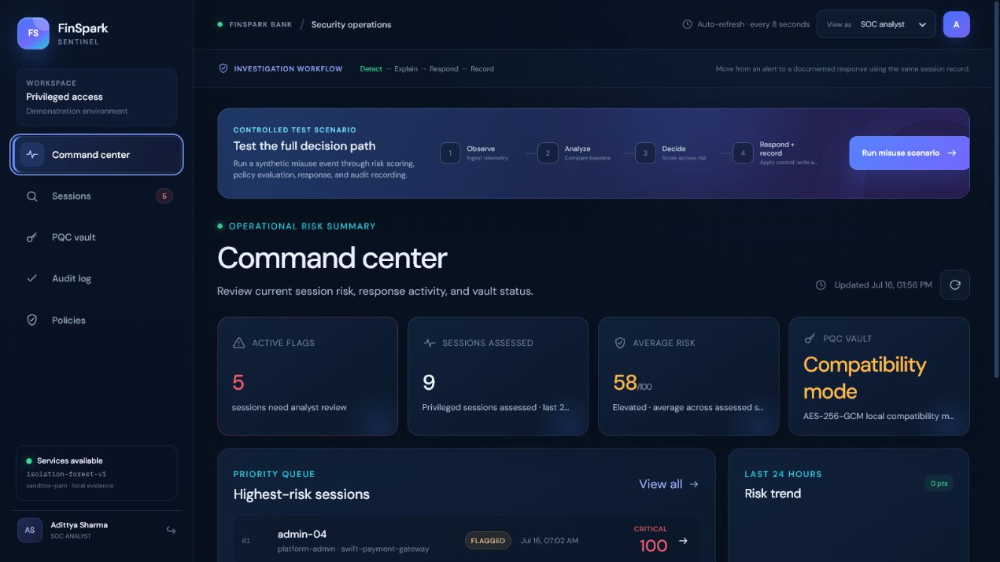 FS
FinSpark
SENTINEL
WORKSPACE
Privileged access
Demonstration environment
Command center
Sessions
5
PQC vault
Audit log
Policies
Services available
isolation-forest-v1
sandbox-pam · local evidence
AS
Adittya Sharma
SOC ANALYST
FINSPARK BANK / Security operations
Auto-refresh · every 8 seconds
View as SOC analyst
A
INVESTIGATION WORKFLOW
Detect → Explain → Respond → Record
Move from an alert to a documented response using the same session record.
CONTROLLED TEST SCENARIO
Test the full decision path
Run a synthetic misuse event through risk scoring,
policy evaluation, response, and audit recording.
1
Observe
Ingest telemetry
2
Analyze
Compare baseline
3
Decide
Score access risk
4
Respond +
record
Apply control; write a...
Run misuse scenario →
OPERATIONAL RISK SUMMARY
Command center
Review current session risk, response activity, and vault status.
Updated Jul 16, 01:56 PM
ACTIVE FLAGS
5
sessions need analyst review
SESSIONS ASSESSED
9
Privileged sessions assessed · last 2...
AVERAGE RISK
58/100
Elevated · average across assessed s...
PQC VAULT
Compatibility
mode
AES-256-GCM local compatibility m...
PRIORITY QUEUE
Highest-risk sessions
View all →
01
admin-04
platform-admin · swift-payment-gateway
FLAGGED
Jul 16, 07:02 AM
CRITICAL
100 →
LAST 24 HOURS
Risk trend
0 pts